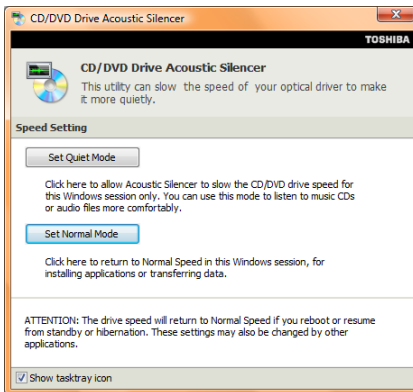 CD/DVD Drive Acoustic Silencer
TOSHIBA
CD/DVD Drive Acoustic Silencer
This utility can slow the speed of your optical driver to make
it more quietly.
Speed Setting
Set Quiet Mode
Click here to allow Acoustic Silencer to slow the CD/DVD drive speed for
this Windows session only. You can use this mode to listen to music CDs
or audio files more comfortably.
Set Normal Mode
Click here to return to Normal Speed in this Windows session, for
installing applications or transferring data.
ATTENTION: The drive speed will return to Normal Speed if you reboot or resume
from standby or hibernation. These settings may also be changed by other
applications.
Show tasktray icon